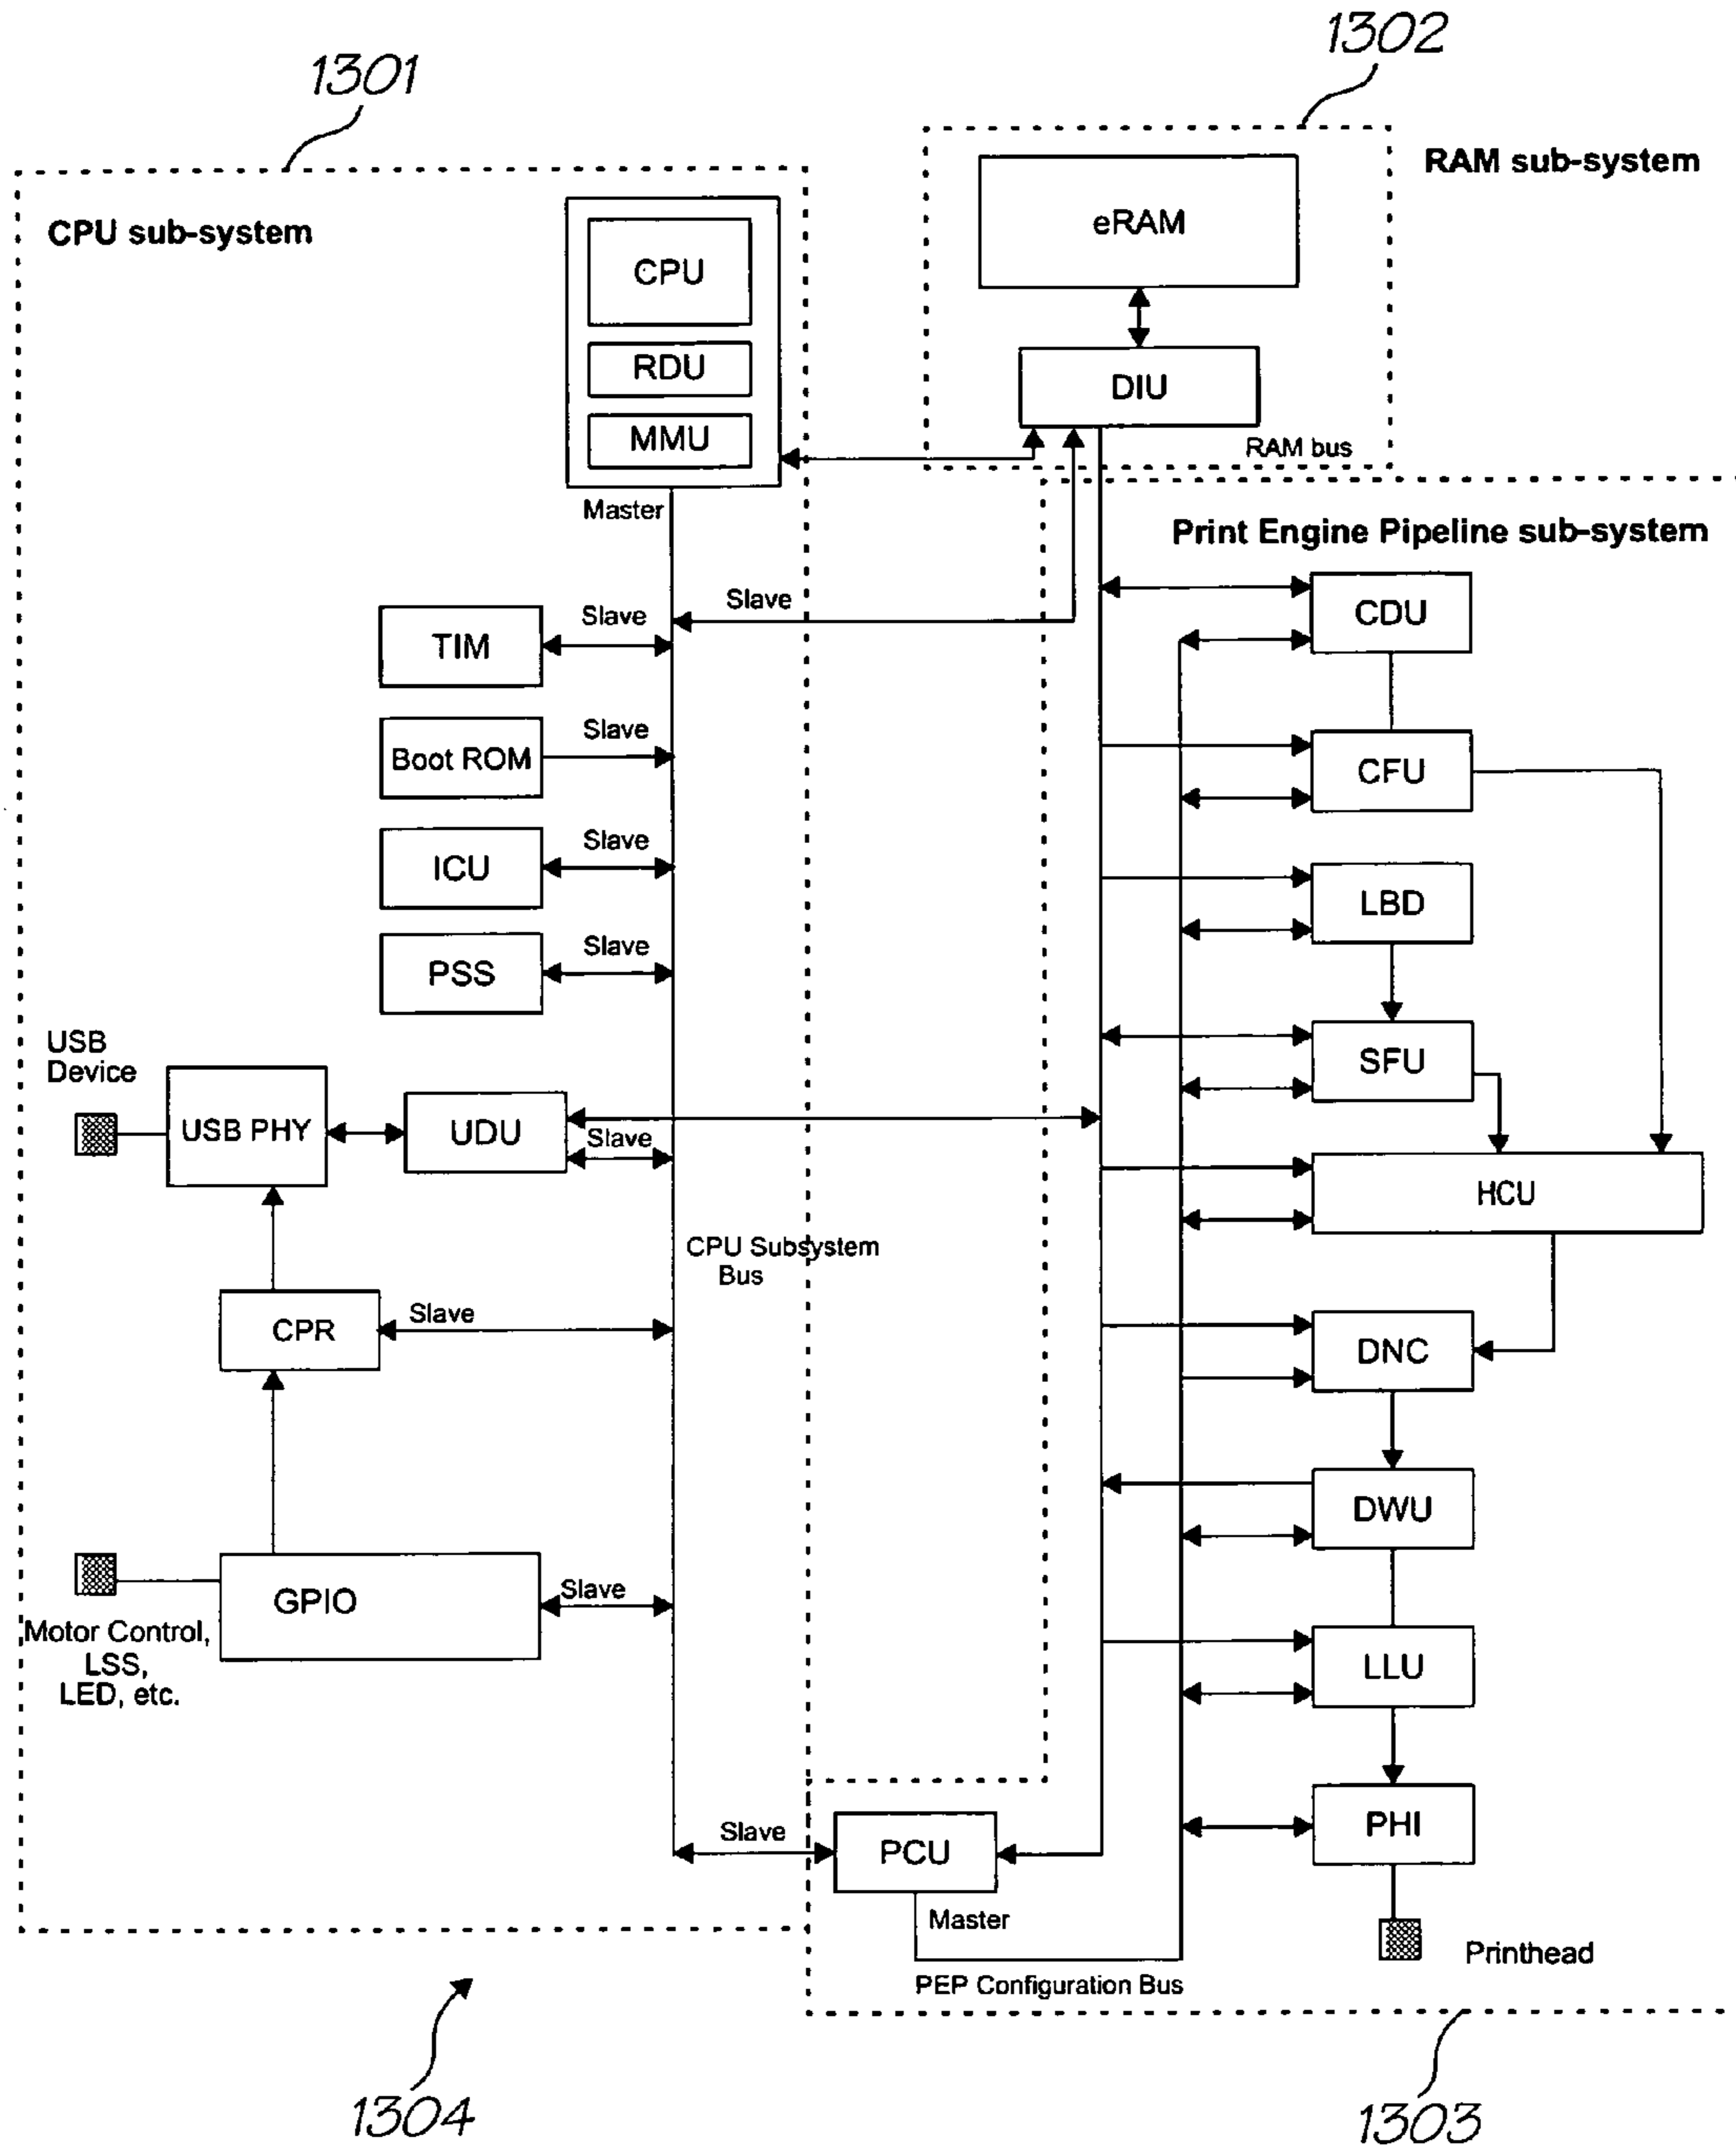 1301
1302
RAM sub-system
CPU sub-system
CPU
RDU
MMU
Master
eRAM
DIU
RAM bus
Print Engine Pipeline sub-system
Slave
TIM
Slave
Boot ROM
Slave
ICU
Slave
PSS
Slave
USB
Device
USB PHY
UDU
Slave
CPU Subsystem
Bus
CPR
Slave
GPIO
Slave
Motor Control,
LSS,
LED, etc.
CDU
CFU
LBD
SFU
HCU
DNC
DWU
LLU
PHI
Slave
PCU
Master
PEP Configuration Bus
Printhead
1304
1303